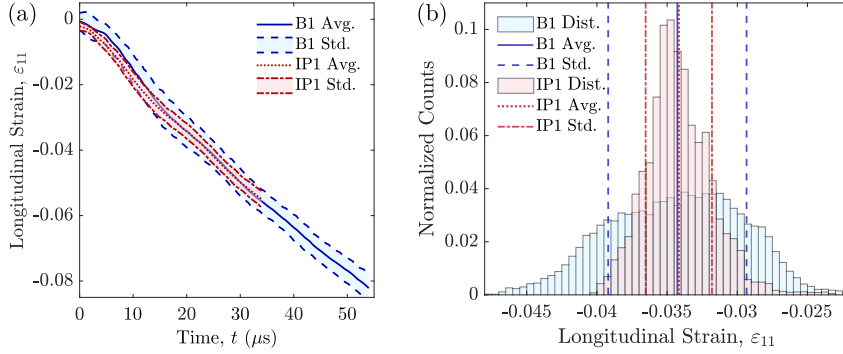 (a)
0
-0.02
-0.04
-0.06
-0.08
Longitudinal Strain, ε11
0 10 20 30 40 50
Time, t (μs)
B1 Avg.
B1 Std.
IP1 Avg.
IP1 Std.
(b)
0.1
0.08
0.06
0.04
0.02
0
Normalized Counts
-0.045 -0.04 -0.035 -0.03 -0.025
Longitudinal Strain, ε11
B1 Dist.
B1 Avg.
B1 Std.
IP1 Dist.
IP1 Avg.
IP1 Std.